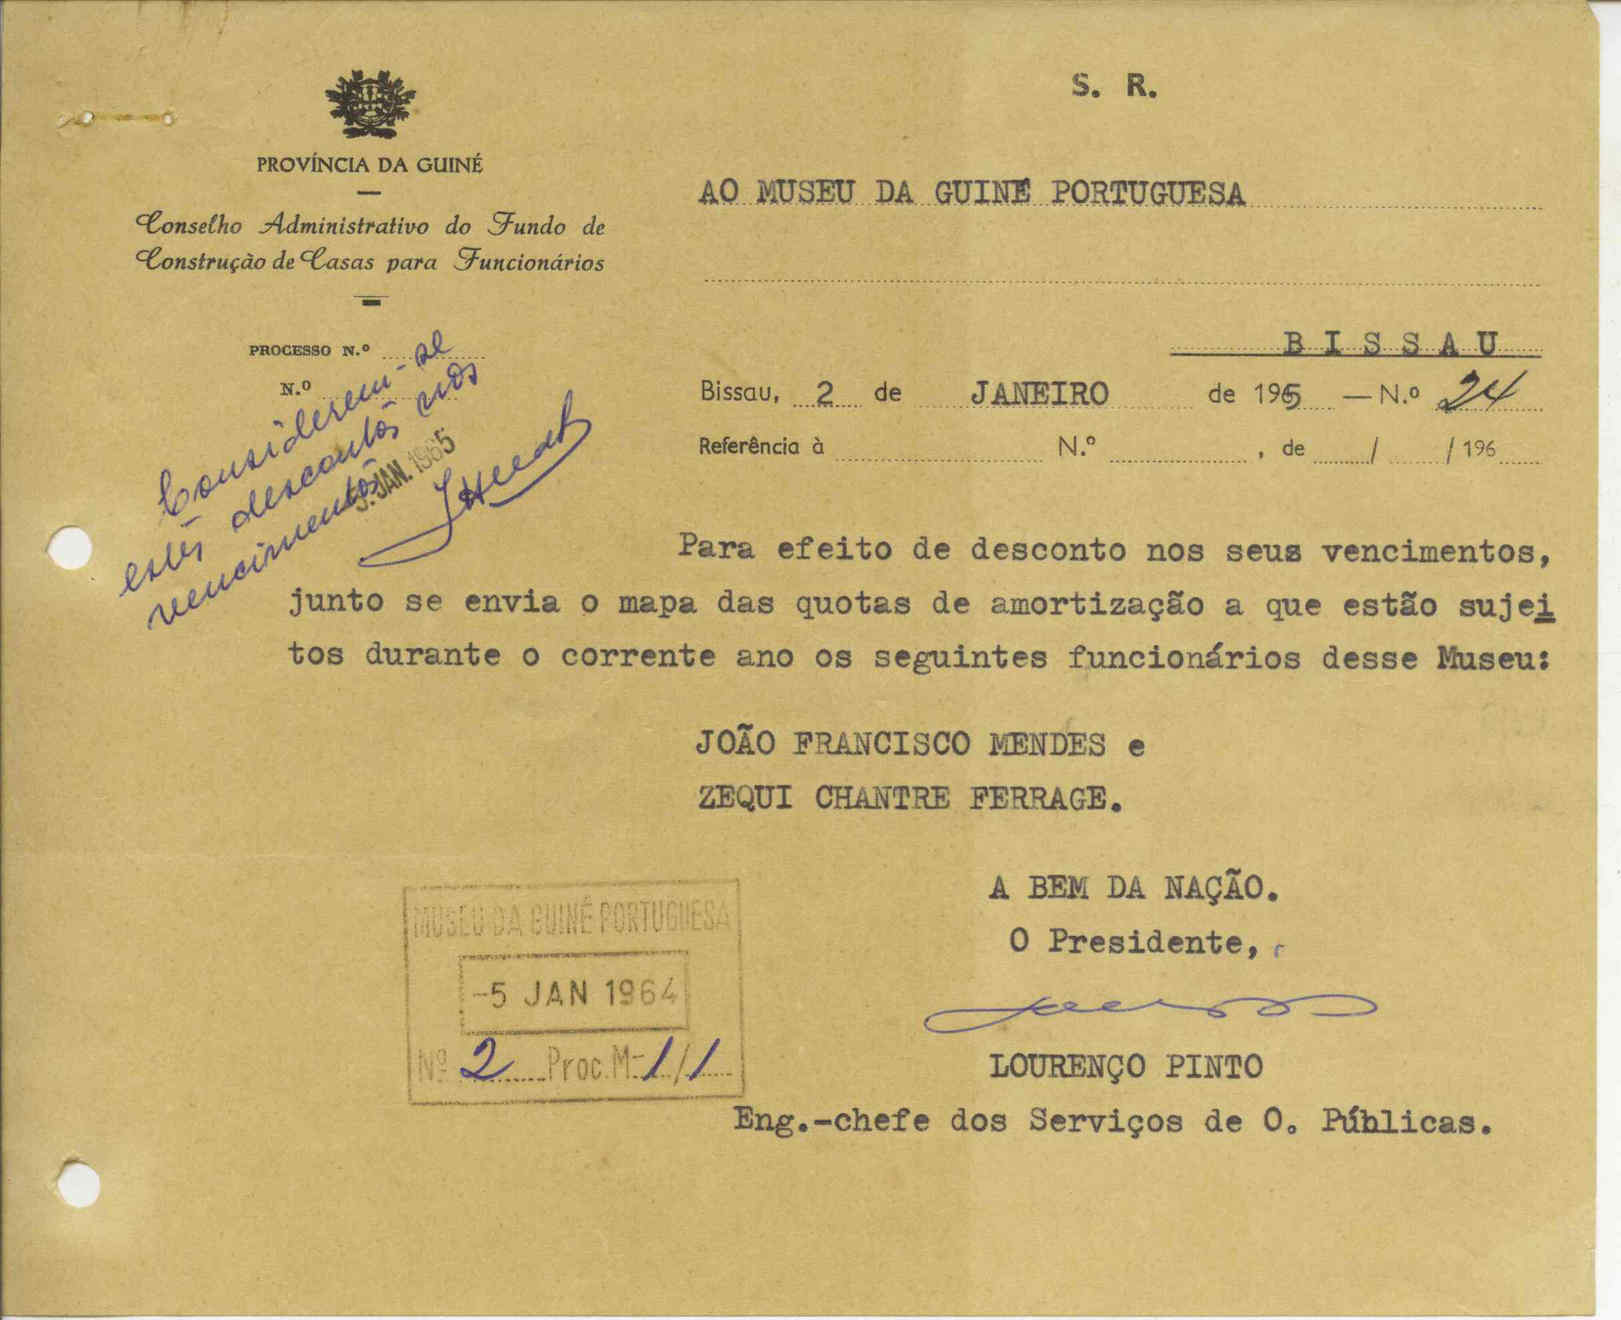 S. R.
PROVÍNCIA DA GUINÉ
Conselho Administrativo do Fundo de
Construção de Casas para Funcionários
PROCESSO N.º
N.º
Considerem-se
estes descontos nos
vencimentos
5. JAN. 1965
AO MUSEU DA GUINÉ PORTUGUESA
BISSAU
Bissau, 2 de JANEIRO de 1965 — N.º 24
Referência à N.º , de / / 196
Para efeito de desconto nos seus vencimentos,
junto se envia o mapa das quotas de amortização a que estão sujei
tos durante o corrente ano os seguintes funcionários desse Museu:
JOÃO FRANCISCO MENDES e
ZEQUI CHANTRE FERRAGE.
A BEM DA NAÇÃO.
O Presidente,
LOURENÇO PINTO
Eng.-chefe dos Serviços de O. Públicas.
MUSEU DA GUINÉ PORTUGUESA
-5 JAN 1964
Nº 2 Proc. M-1/1